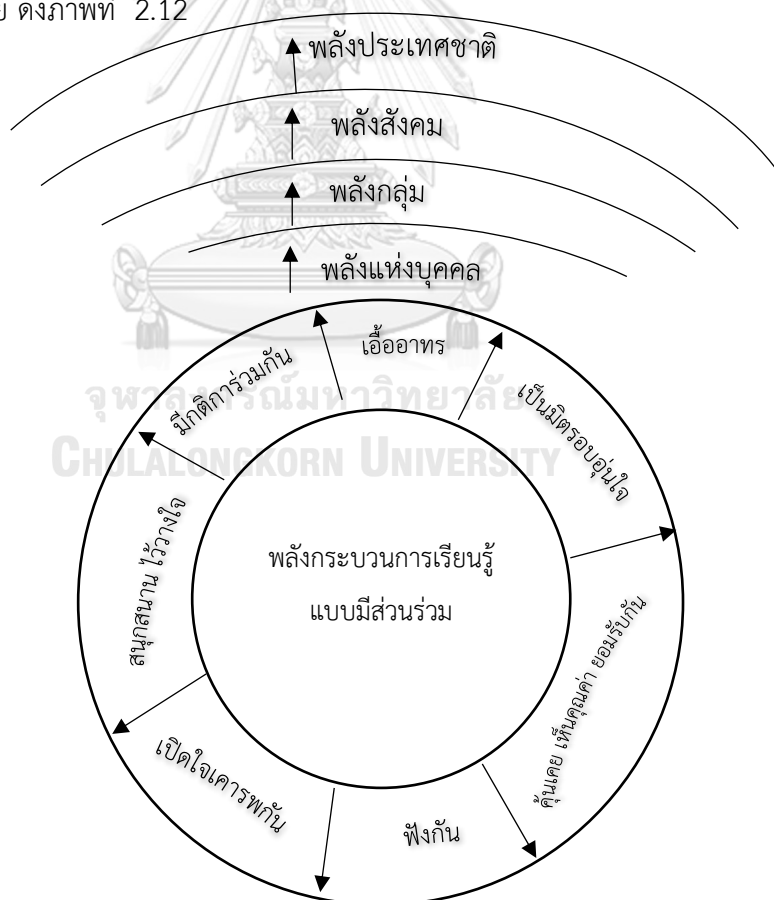 ดังภาพที่ 2.12
พลังประเทศชาติ
พลังสังคม
พลังกลุ่ม
พลังแห่งบุคคล
เอื้ออาทร
มีกติการ่วมกัน
เป็นมิตรอบอุ่นใจ
จุฬาลงกรณ์มหาวิทยาลัย
CHULALONGKORN UNIVERSITY
สนุกสนาน ไว้วางใจ
พลังกระบวนการเรียนรู้
แบบมีส่วนร่วม
คุ้นเคย เห็นคุณค่า ยอมรับกัน
เปิดใจเคารพกัน
ฟังกัน